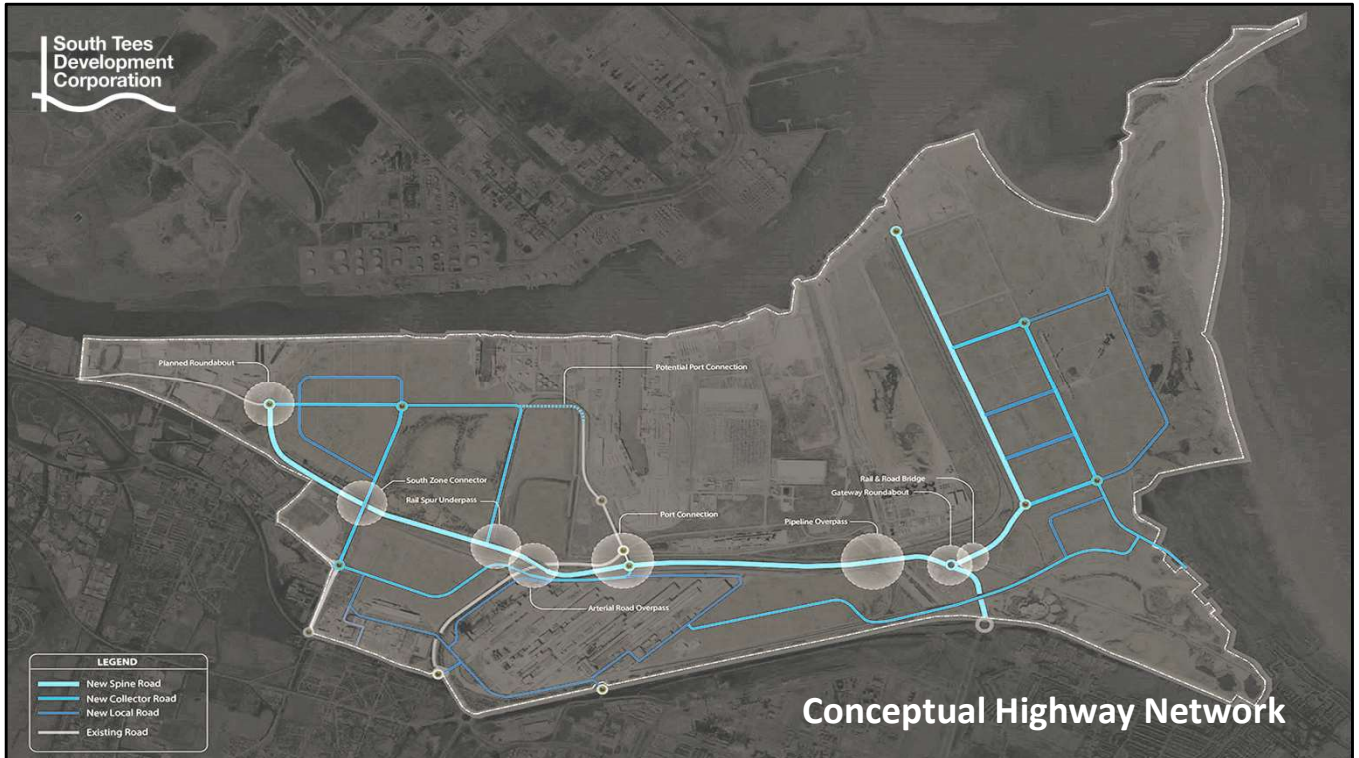 South Tees
Development
Corporation
Planned Roundabout
Potential Port Connection
South Zone Connector
Rail Spur Underpass
Port Connection
Rail & Road Bridge
Gateway Roundabout
Pipeline Overpass
Arterial Road Overpass
LEGEND
New Spine Road
New Collector Road
New Local Road
Existing Road
Conceptual Highway Network